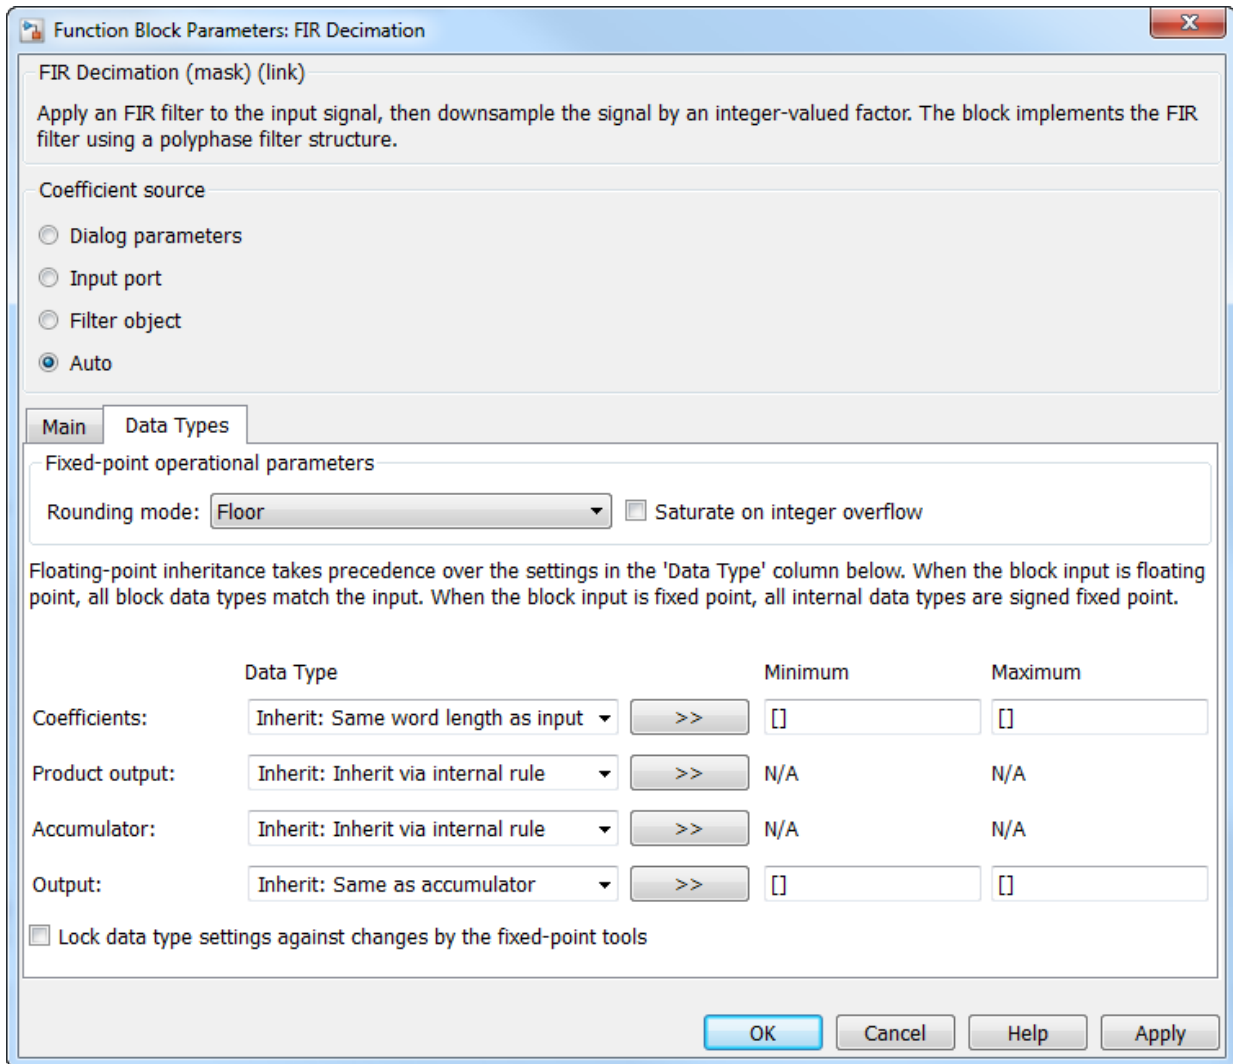 Function Block Parameters: FIR Decimation
X
FIR Decimation (mask) (link)
Apply an FIR filter to the input signal, then downsample the signal by an integer-valued factor. The block implements the FIR
filter using a polyphase filter structure.
Coefficient source
Dialog parameters
Input port
Filter object
Auto
Main Data Types
Fixed-point operational parameters
Rounding mode: Floor Saturate on integer overflow
Floating-point inheritance takes precedence over the settings in the 'Data Type' column below. When the block input is floating
point, all block data types match the input. When the block input is fixed point, all internal data types are signed fixed point.
Data Type Minimum Maximum
Coefficients: Inherit: Same word length as input >> [] []
Product output: Inherit: Inherit via internal rule >> N/A N/A
Accumulator: Inherit: Inherit via internal rule >> N/A N/A
Output: Inherit: Same as accumulator >> [] []
Lock data type settings against changes by the fixed-point tools
OK Cancel Help Apply